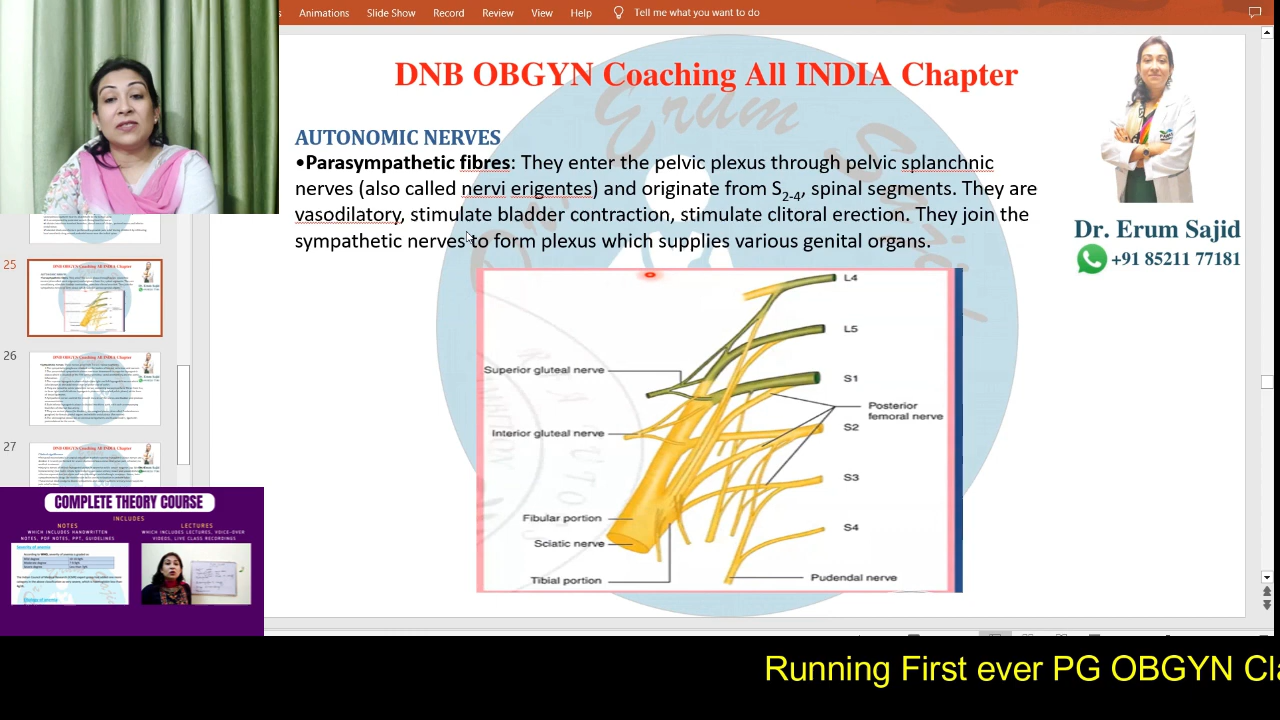 Animations Slide Show Record Review View Help Tell me what you want to do
DNB OBGYN Coaching All INDIA Chapter
AUTONOMIC NERVES
•Parasympathetic fibres: They enter the pelvic plexus through pelvic splanchnic
nerves (also called nervi erigentes) and originate from S2-4, spinal segments. They are
vasodilatory, stimulate bladder contraction, stimulate clitoral erection. They join the
sympathetic nerves to form plexus which supplies various genital organs.
Dr. Erum Sajid
+91 85211 77181
L4
L5
Superior gluteal nerve
S1
Posterior
femoral nerve
S2
Interior gluteal nerve
S3
Fibular portion
S4
Sciatic nerve
Tibial portion
Pudendal nerve
25
26
27
COMPLETE THEORY COURSE
INCLUDES
NOTES
WHICH INCLUDES HANDWRITTEN
NOTES, PDF NOTES, PPT, GUIDELINES
LECTURES
WHICH INCLUDES LECTURES, VOICE-OVER
VIDEOS, LIVE CLASS RECORDINGS
Running First ever PG OBGYN Cla